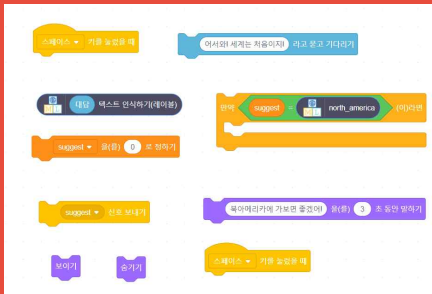 스페이스 키를 눌렀을 때
어서와! 세계는 처음이지! 라고 묻고 기다리기
대답 텍스트 인식하기(레이블)
만약 suggest = north_america (이)라면
suggest 을(를) 0 로 정하기
suggest 신호 보내기
북아메리카에 가보면 좋겠어! 을(를) 3 초 동안 말하기
보이기
숨기기
스페이스 키를 눌렀을 때